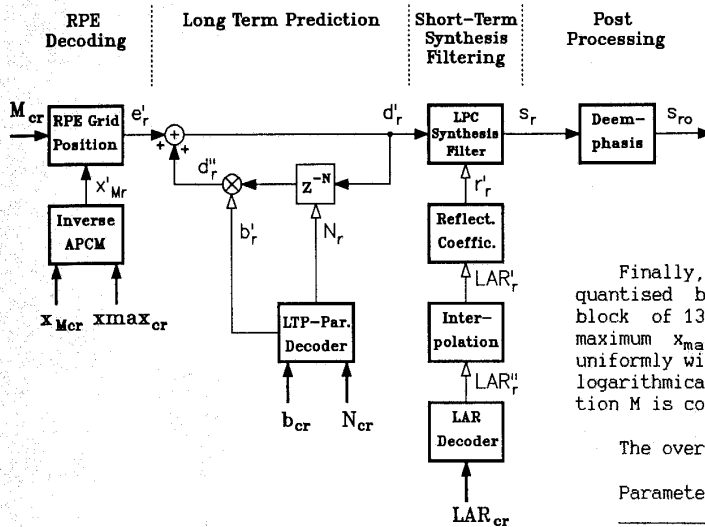 RPE Decoding
Long Term Prediction
Short-Term Synthesis Filtering
Post Processing
M_cr
RPE Grid Position
e'_r
+
+
+
d'_r
LPC Synthesis Filter
s_r
Deem-phasis
s_ro
d''_r
z^-N
x'_Mr
r'_r
Inverse APCM
b'_r
N_r
Reflect. Coeffic.
x_Mcr xmax_cr
LAR'_r
LTP-Par. Decoder
Inter-polation
b_cr N_cr
LAR''_r
LAR Decoder
LAR_cr
Finally,
quantised b
block of 13
maximum x_ma
uniformly wi
logarithmica
tion M is co
The over
Paramete